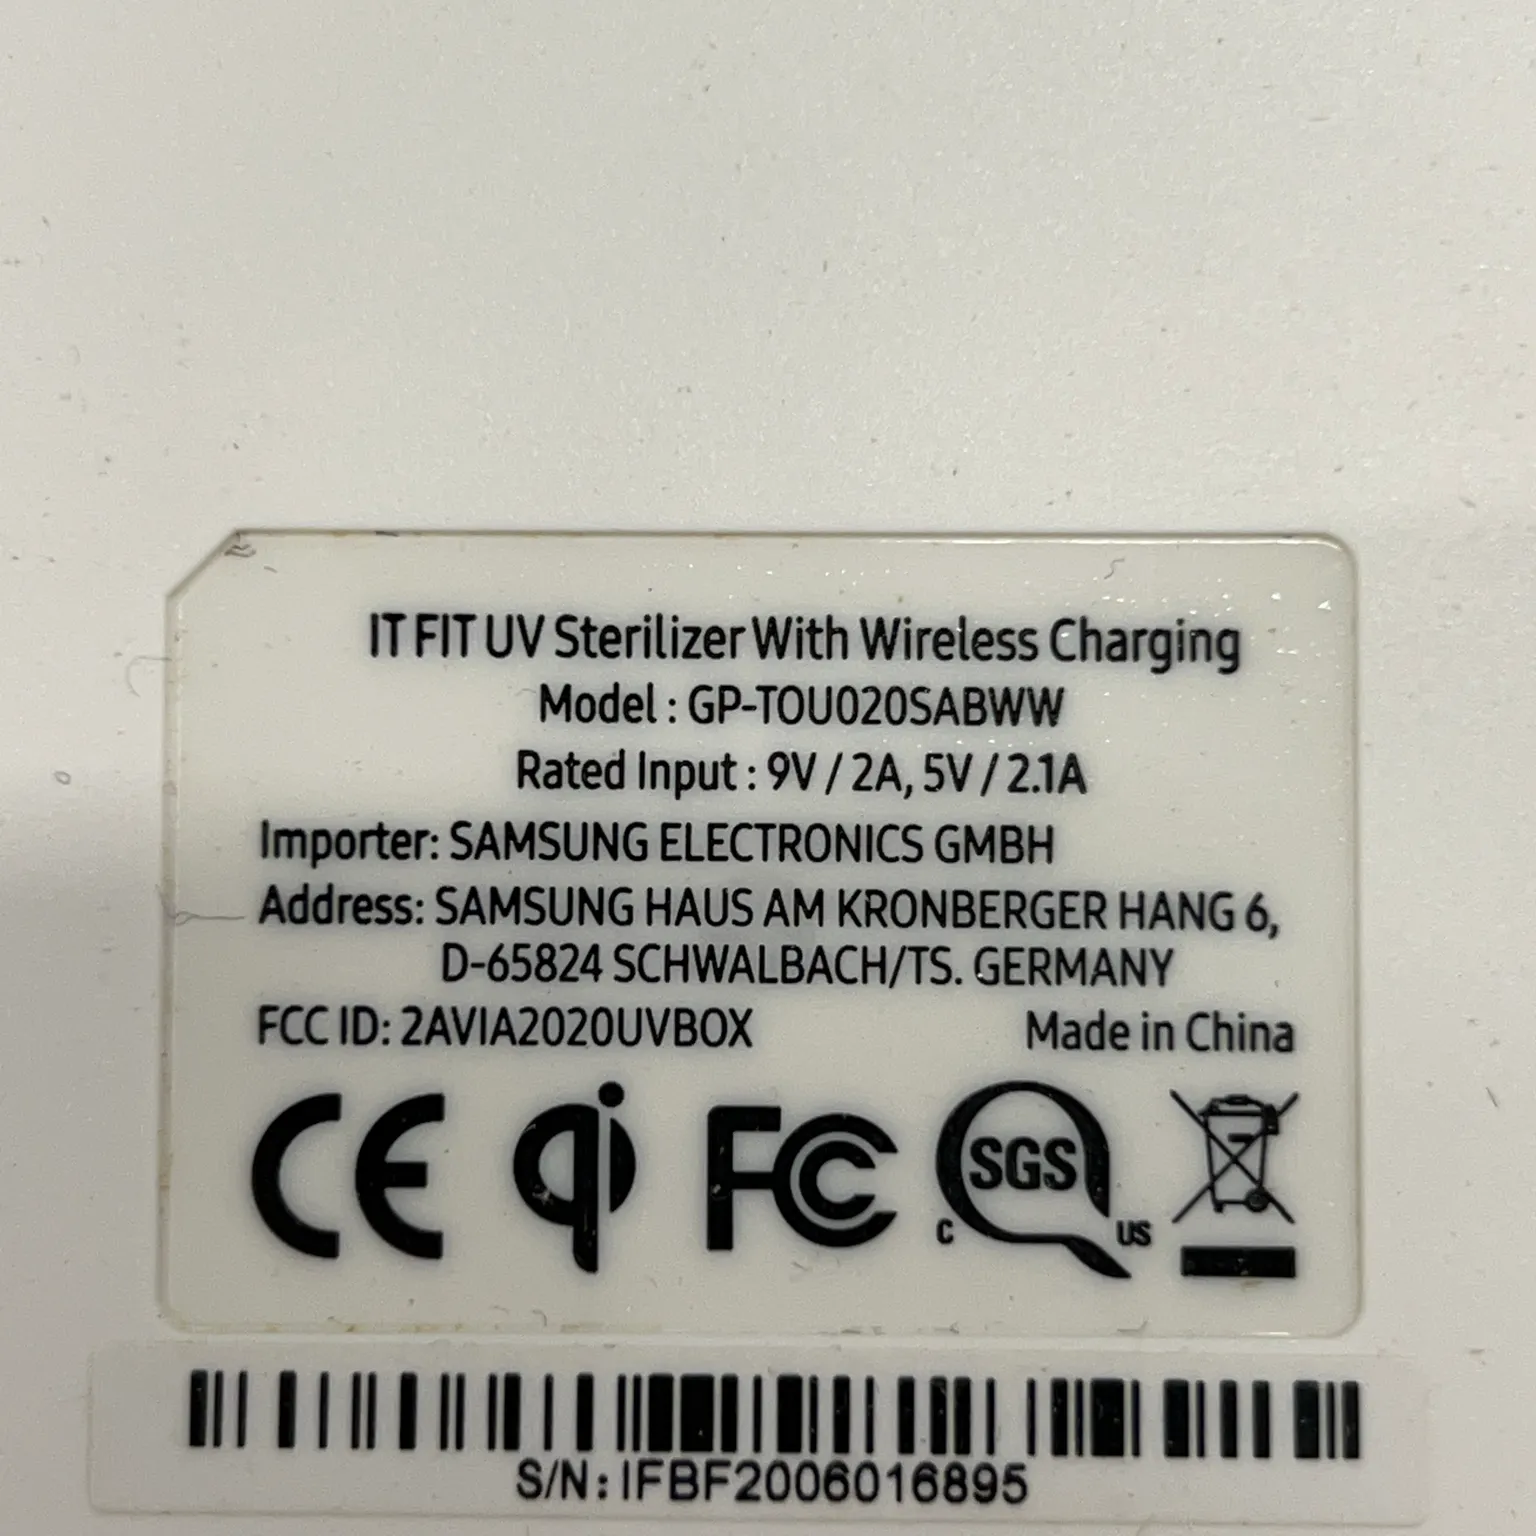 IT FIT UV Sterilizer With Wireless Charging
Model : GP-TOU020SABWW
Rated Input : 9V / 2A, 5V / 2.1A
Importer: SAMSUNG ELECTRONICS GMBH
Address: SAMSUNG HAUS AM KRONBERGER HANG 6,
D-65824 SCHWALBACH/TS. GERMANY
FCC ID: 2AVIA2020UVBOX Made in China
CE qi FC SGS C US
S/N: IFBF2006016895